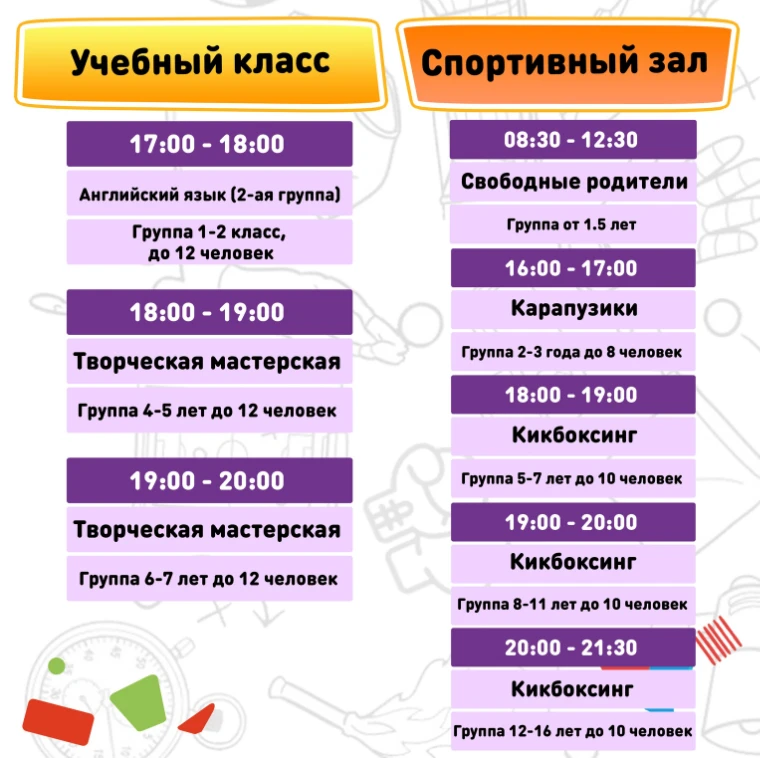 Учебный класс
17:00 - 18:00
Английский язык (2-ая группа)
Группа 1-2 класс,
до 12 человек
18:00 - 19:00
Творческая мастерская
Группа 4-5 лет до 12 человек
19:00 - 20:00
Творческая мастерская
Группа 6-7 лет до 12 человек
Спортивный зал
08:30 - 12:30
Свободные родители
Группа от 1.5 лет
16:00 - 17:00
Карапузики
Группа 2-3 года до 8 человек
18:00 - 19:00
Кикбоксинг
Группа 5-7 лет до 10 человек
19:00 - 20:00
Кикбоксинг
Группа 8-11 лет до 10 человек
20:00 - 21:30
Кикбоксинг
Группа 12-16 лет до 10 человек